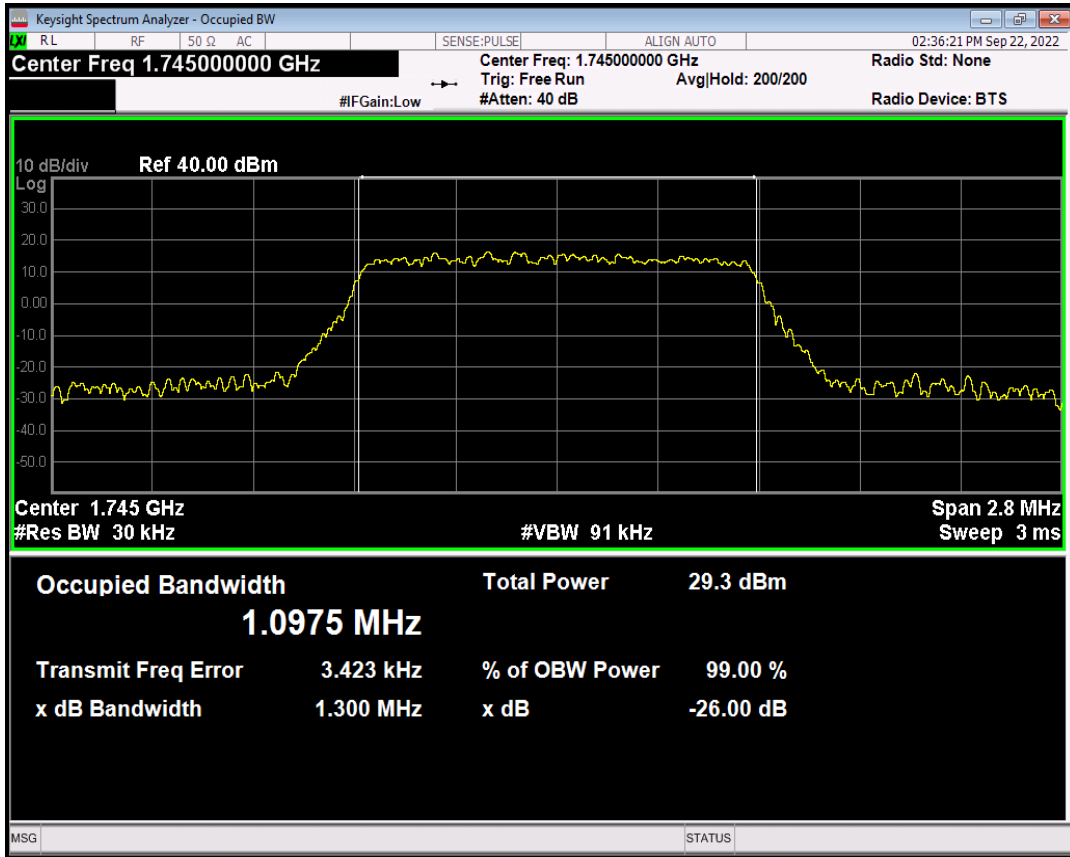 Keysight Spectrum Analyzer - Occupied BW
LXI RL RF 50 Ω AC SENSE:PULSE ALIGN AUTO 02:36:21 PM Sep 22, 2022
Center Freq 1.745000000 GHz Center Freq: 1.745000000 GHz Radio Std: None
Trig: Free Run Avg|Hold: 200/200
#IFGain:Low #Atten: 40 dB Radio Device: BTS
10 dB/div Ref 40.00 dBm
Log
30.0
20.0
10.0
0.00
-10.0
-20.0
-30.0
-40.0
-50.0
Center 1.745 GHz Span 2.8 MHz
#Res BW 30 kHz #VBW 91 kHz Sweep 3 ms
Occupied Bandwidth Total Power 29.3 dBm
1.0975 MHz
Transmit Freq Error 3.423 kHz % of OBW Power 99.00 %
x dB Bandwidth 1.300 MHz x dB -26.00 dB
MSG STATUS